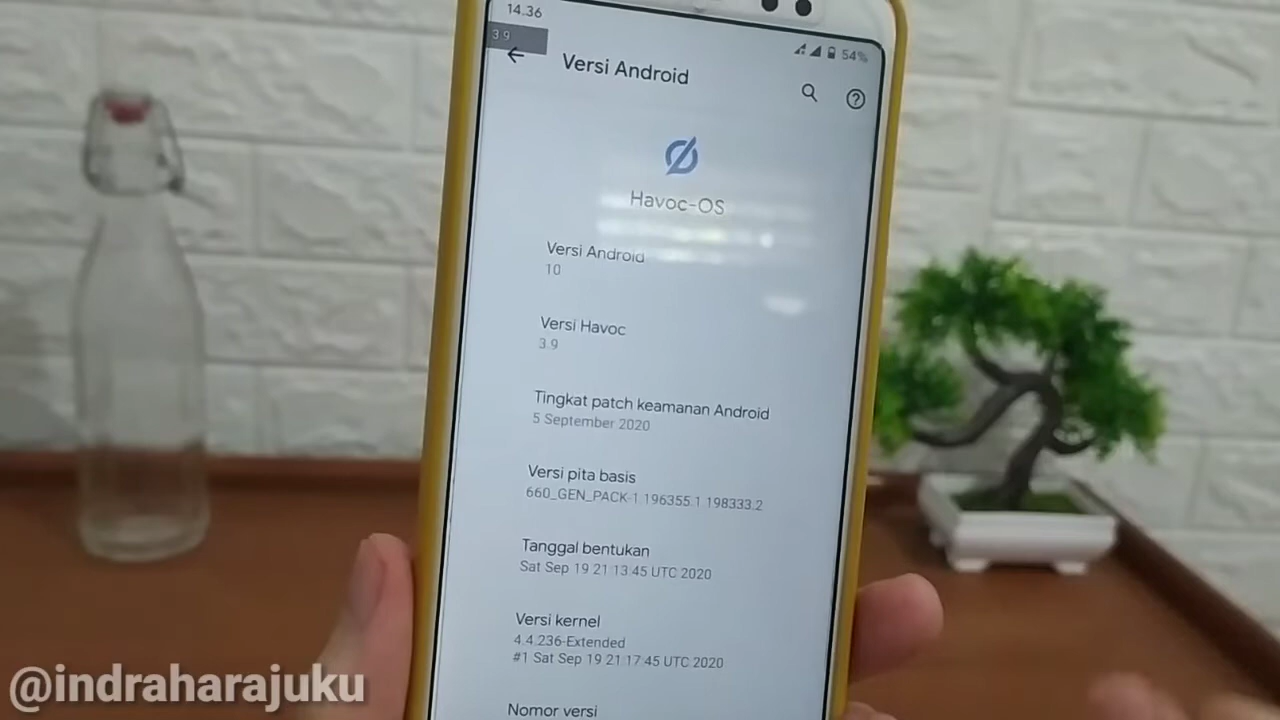 14.36
3.9
54%
Versi Android
Havoc-OS
Versi Android
10
Versi Havoc
3.9
Tingkat patch keamanan Android
5 September 2020
Versi pita basis
660_GEN_PACK-1.196355.1.198333.2
Tanggal bentukan
Sat Sep 19 21:13:45 UTC 2020
Versi kernel
4.4.236-Extended
#1 Sat Sep 19 21:17:45 UTC 2020
Nomor versi
@indraharajuku